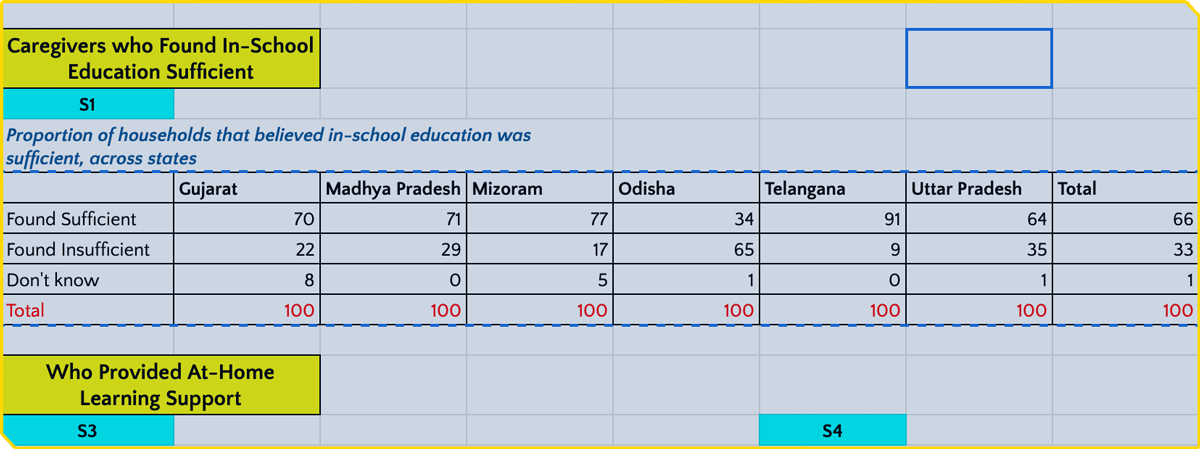 Caregivers who Found In-School
Education Sufficient
S1
Proportion of households that believed in-school education was
sufficient, across states
Gujarat Madhya Pradesh Mizoram Odisha Telangana Uttar Pradesh Total
Found Sufficient 70 71 77 34 91 64 66
Found Insufficient 22 29 17 65 9 35 33
Don't know 8 0 5 1 0 1 1
Total 100 100 100 100 100 100 100
Who Provided At-Home
Learning Support
S3 S4